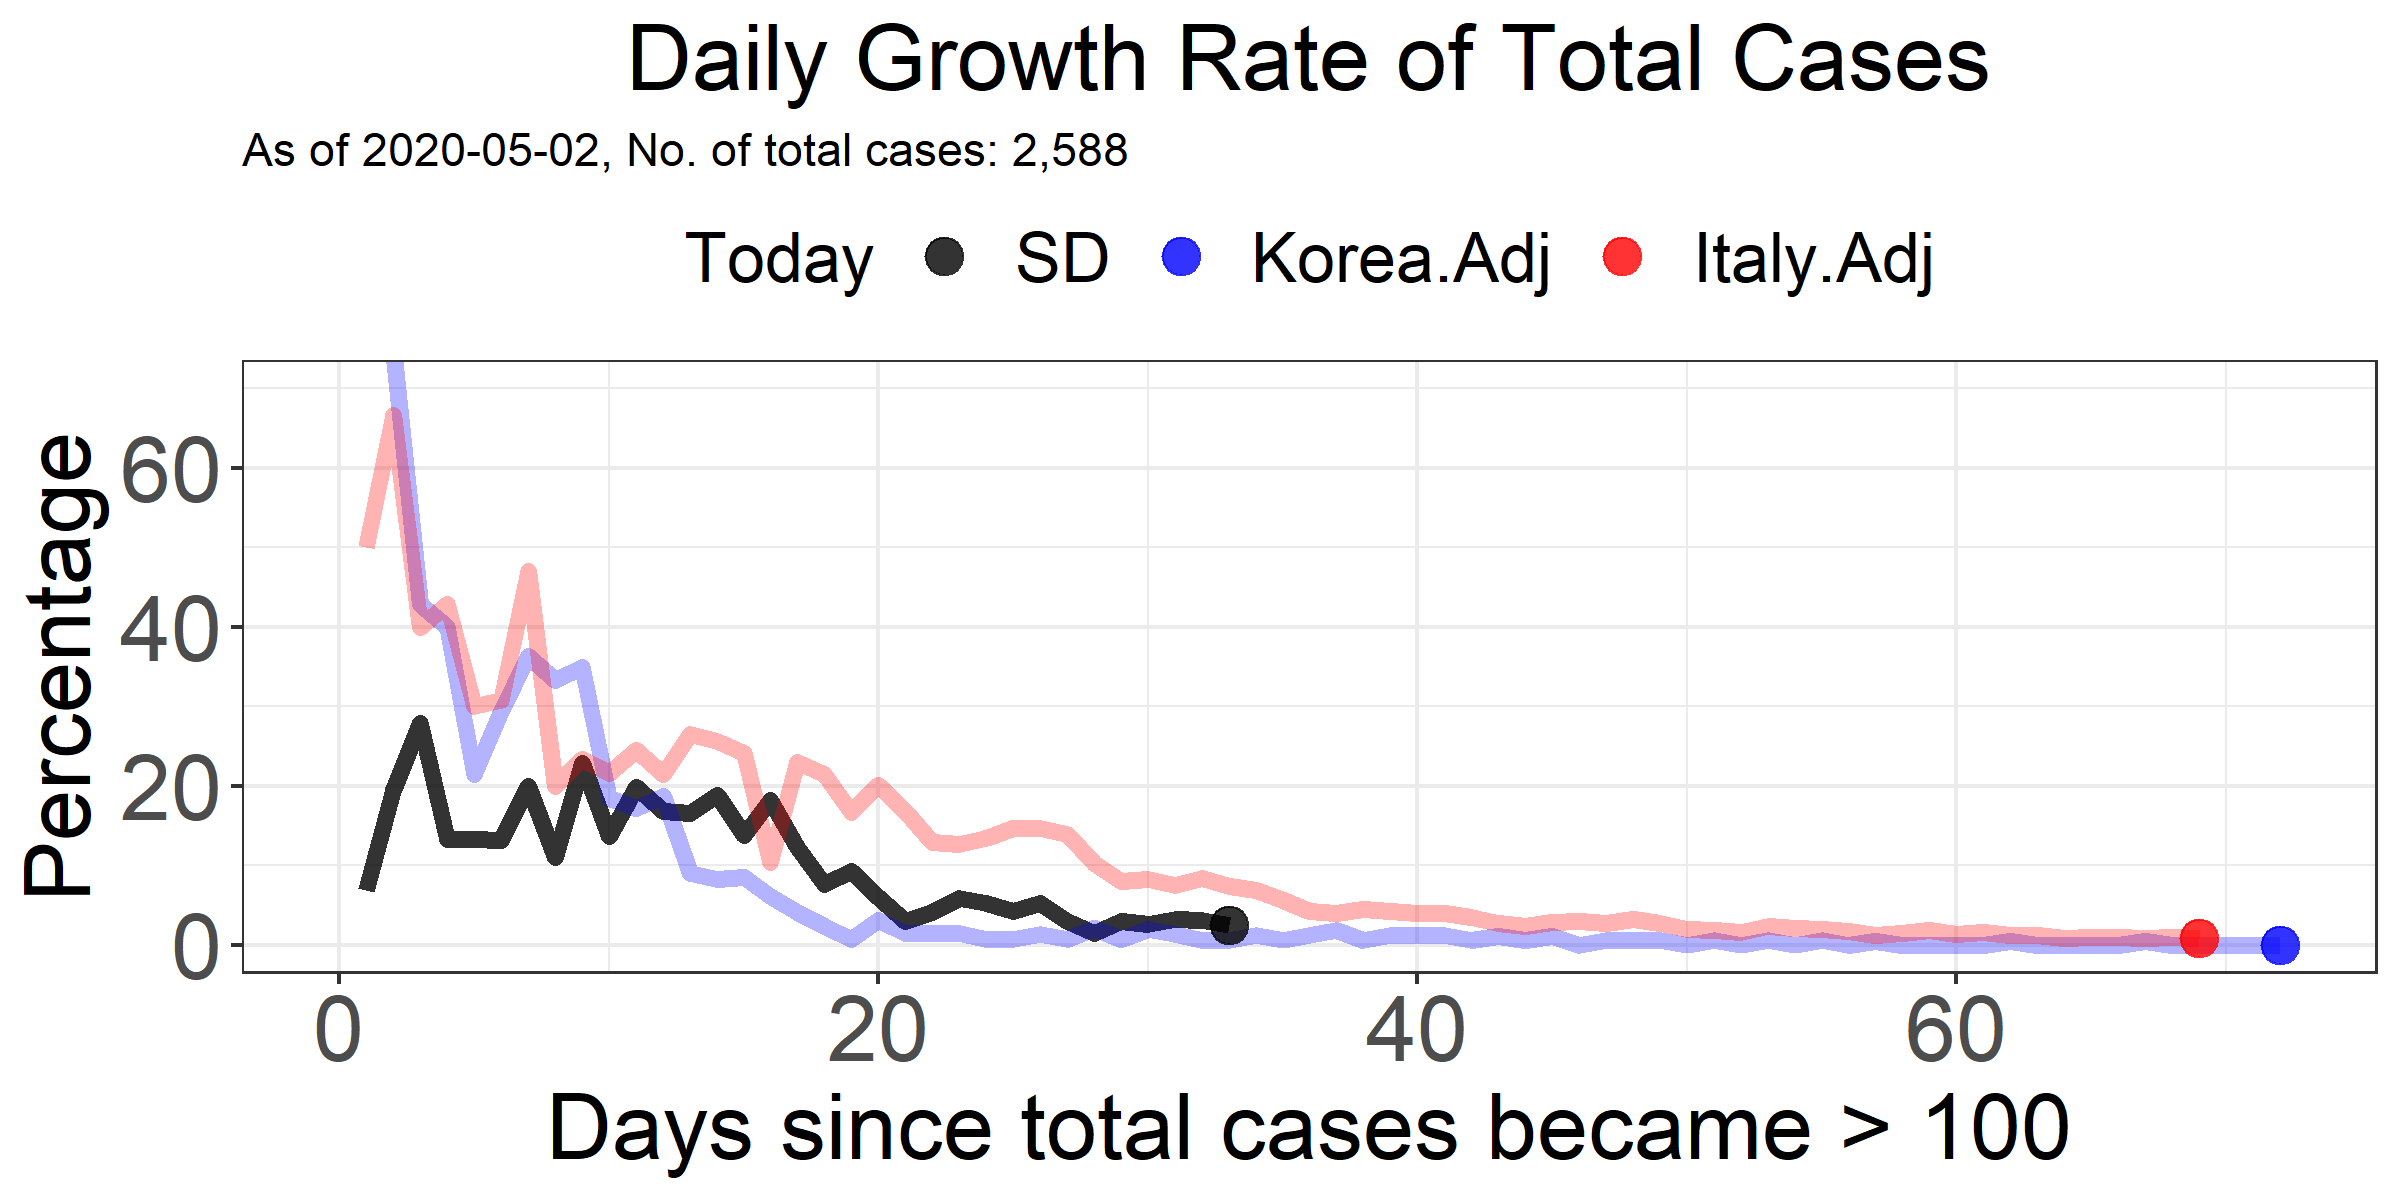 Daily Growth Rate of Total Cases
As of 2020-05-02, No. of total cases: 2,588
Today SD Korea.Adj Italy.Adj
Percentage
60
40
20
0
0 20 40 60
Days since total cases became > 100